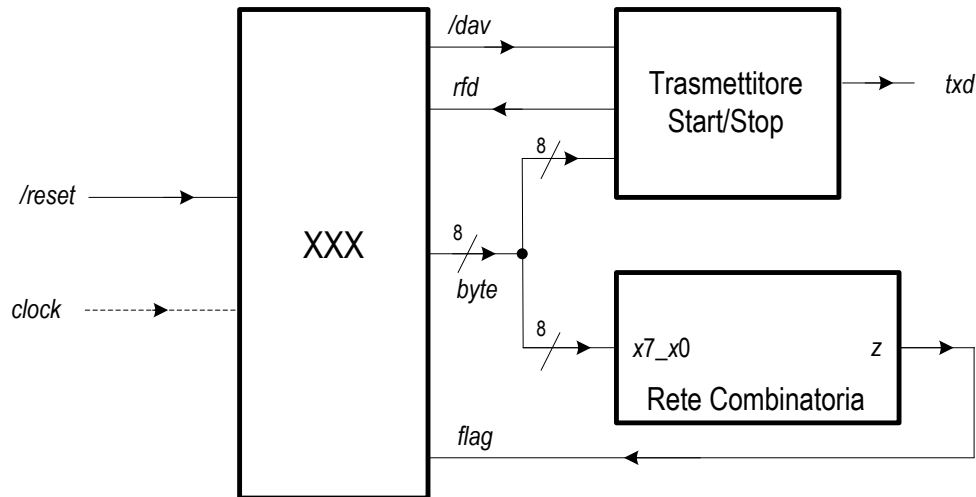 /dav
rfd
Trasmettitore
Start/Stop
txd
8
/reset
XXX
8
byte
clock
8
x7_x0
z
Rete Combinatoria
flag